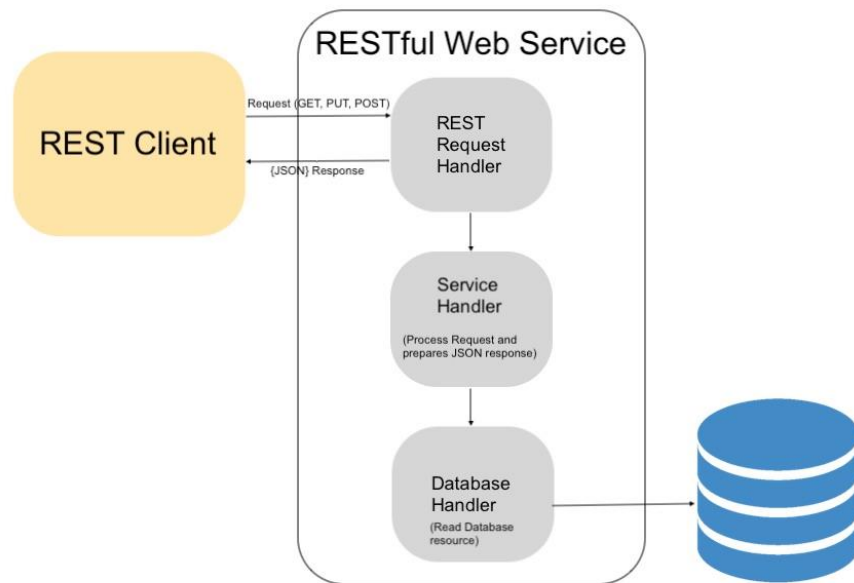 RESTful Web Service
REST Client
Request (GET, PUT, POST)
{JSON} Response
REST
Request
Handler
Service
Handler
(Process Request and
prepares JSON response)
Database
Handler
(Read Database
resource)